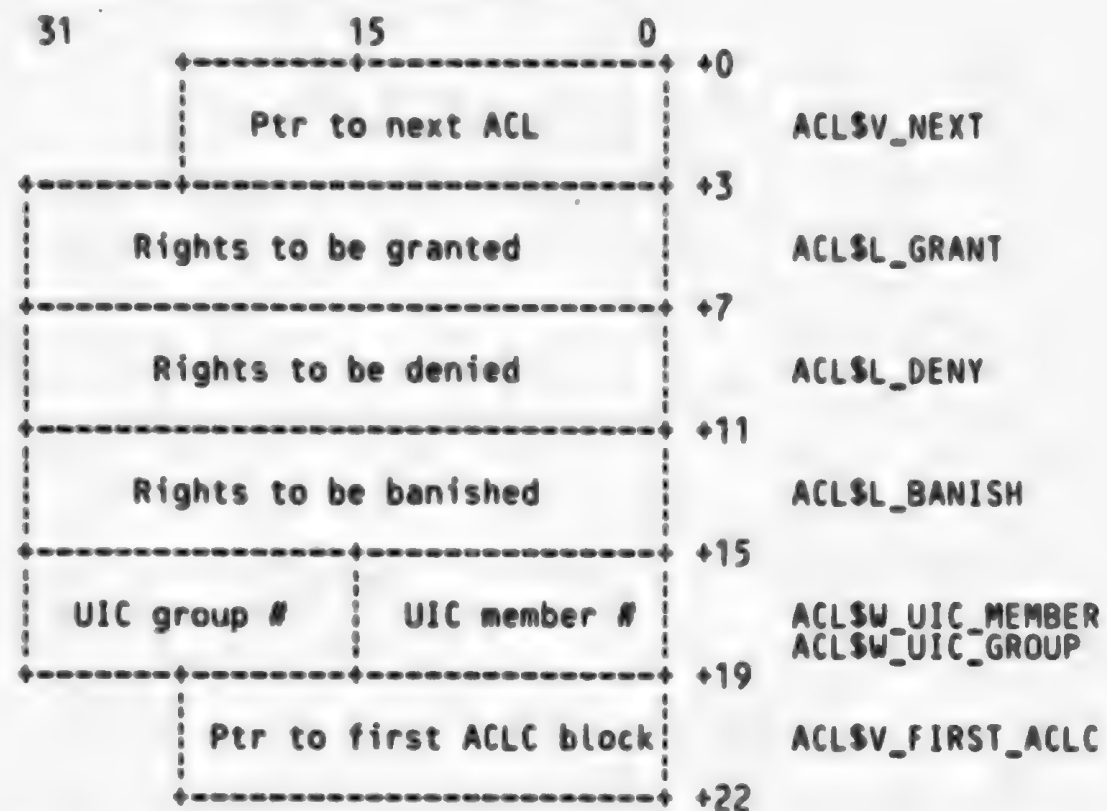 31 15 0
+0
Ptr to next ACL ACL$V_NEXT
+3
Rights to be granted ACL$L_GRANT
+7
Rights to be denied ACL$L_DENY
+11
Rights to be banished ACL$L_BANISH
+15
UIC group # UIC member # ACL$W_UIC_MEMBER
ACL$W_UIC_GROUP
+19
Ptr to first ACLC block ACL$V_FIRST_ACLC
+22